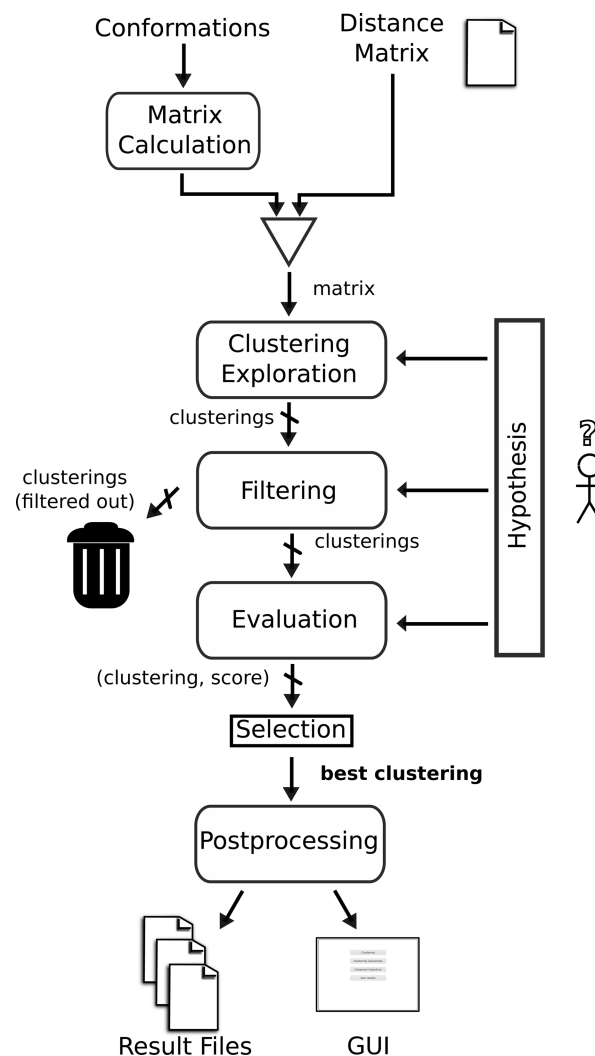 Conformations
Distance
Matrix
Matrix
Calculation
matrix
Clustering
Exploration
clusterings
Hypothesis
?
clusterings
(filtered out)
Filtering
clusterings
Evaluation
(clustering, score)
Selection
best clustering
Postprocessing
Result Files
GUI